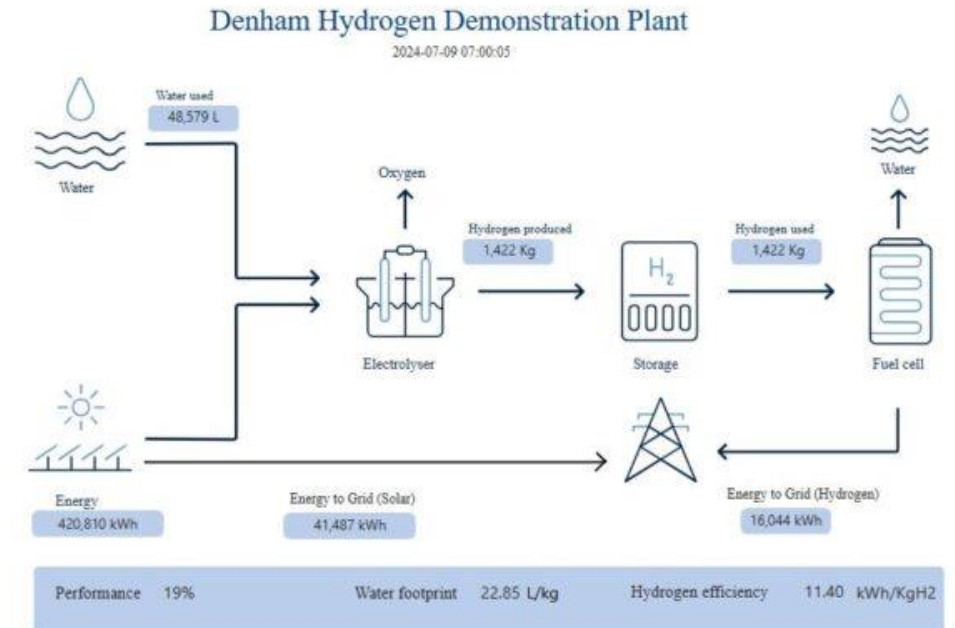 Denham Hydrogen Demonstration Plant
2024-07-09 07:00:05
Water used
48,579 L
Water
Oxygen
Hydrogen produced
1,422 Kg
Hydrogen used
1,422 Kg
Water
H2
Electrolyser
Storage
Fuel cell
Energy
420,810 kWh
Energy to Grid (Solar)
41,487 kWh
Energy to Grid (Hydrogen)
16,044 kWh
Performance 19% Water footprint 22.85 L/kg Hydrogen efficiency 11.40 kWh/KgH2